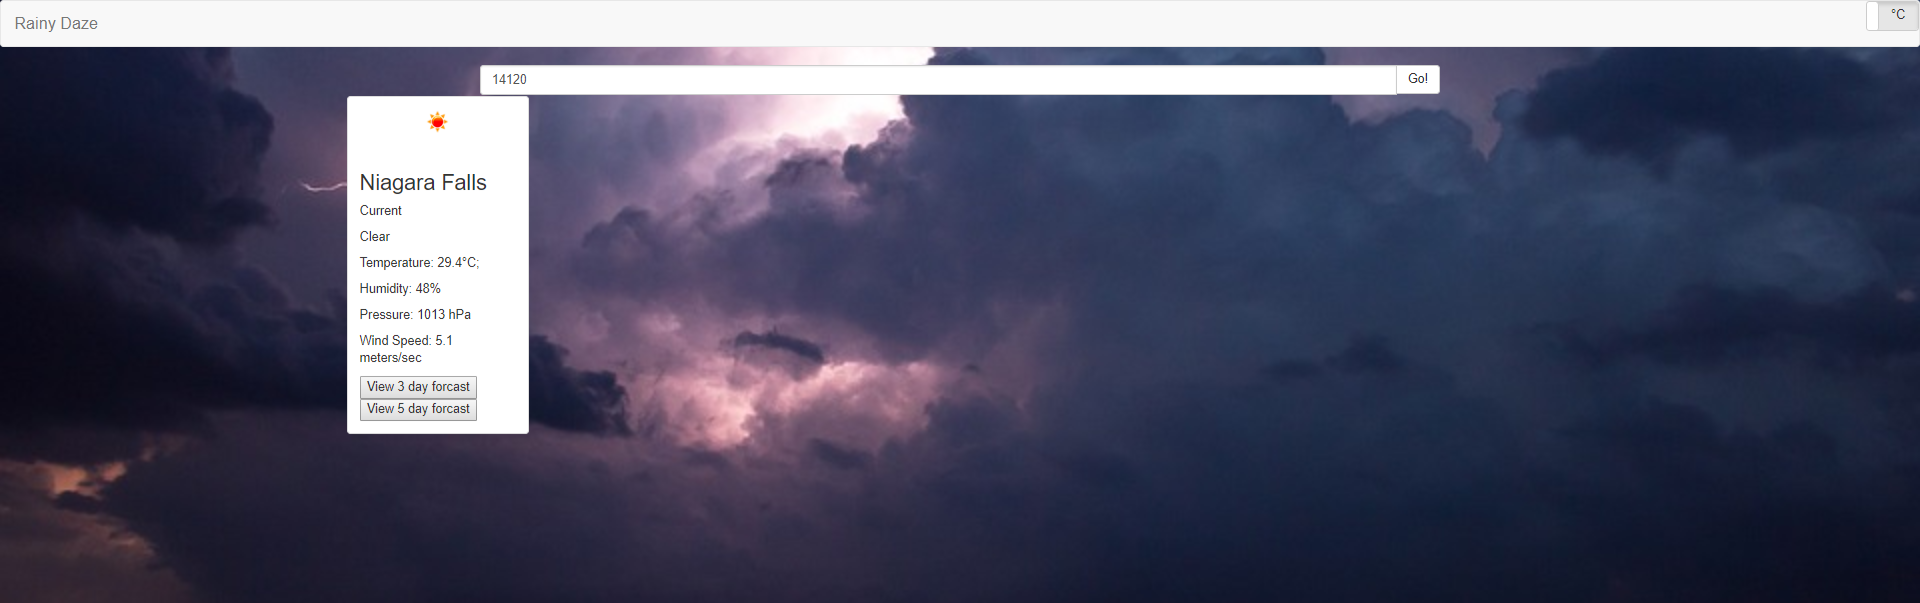 Rainy Daze
°C
14120
Go!
Niagara Falls
Current
Clear
Temperature: 29.4°C;
Humidity: 48%
Pressure: 1013 hPa
Wind Speed: 5.1
meters/sec
View 3 day forcast
View 5 day forcast